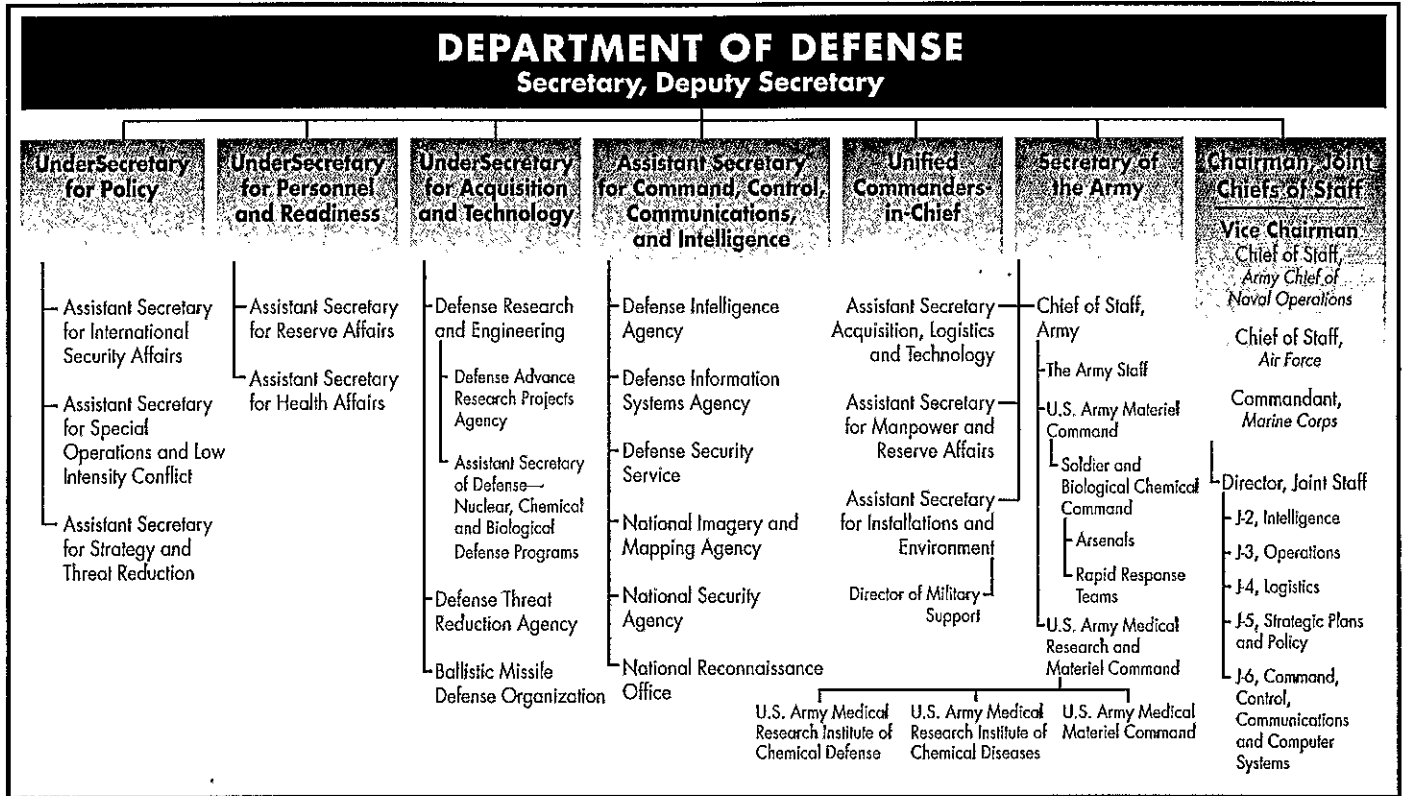 DEPARTMENT OF DEFENSE
Secretary, Deputy Secretary
UnderSecretary
for Policy
Assistant Secretary
for International
Security Affairs
Assistant Secretary
for Special
Operations and Low
Intensity Conflict
Assistant Secretary
for Strategy and
Threat Reduction
UnderSecretary
for Personnel
and Readiness
Assistant Secretary
for Reserve Affairs
Assistant Secretary
for Health Affairs
UnderSecretary
for Acquisition
and Technology
Defense Research
and Engineering
Defense Advance
Research Projects
Agency
Assistant Secretary
of Defense—
Nuclear, Chemical
and Biological
Defense Programs
Defense Threat
Reduction Agency
Ballistic Missile
Defense Organization
Assistant Secretary
for Command, Control,
Communications,
and Intelligence
Defense Intelligence
Agency
Defense Information
Systems Agency
Defense Security
Service
National Imagery and
Mapping Agency
National Security
Agency
National Reconnaissance
Office
Unified
Commanders-
in-Chief
Secretary of
the Army
Assistant Secretary
Acquisition, Logistics
and Technology
Assistant Secretary
for Manpower and
Reserve Affairs
Assistant Secretary
for Installations and
Environment
Director of Military
Support
Chief of Staff,
Army
The Army Staff
U.S. Army Materiel
Command
Soldier and
Biological Chemical
Command
Arsenals
Rapid Response
Teams
U.S. Army Medical
Research and
Materiel Command
U.S. Army Medical
Research Institute of
Chemical Defense
U.S. Army Medical
Research Institute of
Chemical Diseases
U.S. Army Medical
Materiel Command
Chairman, Joint
Chiefs of Staff
Vice Chairman
Chief of Staff,
Army Chief of
Naval Operations
Chief of Staff,
Air Force
Commandant,
Marine Corps
Director, Joint Staff
J-2, Intelligence
J-3, Operations
J-4, Logistics
J-5, Strategic Plans
and Policy
J-6, Command,
Control,
Communications
and Computer
Systems